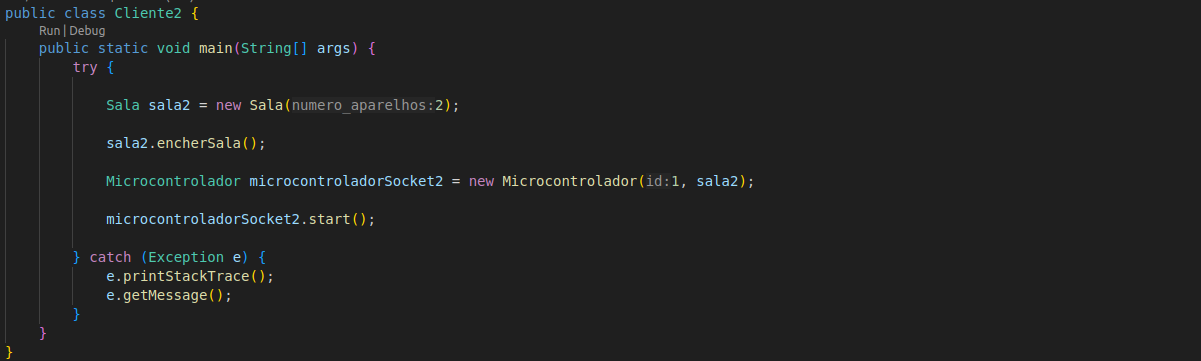 public class Cliente2 {
Run | Debug
public static void main(String[] args) {
try {
Sala sala2 = new Sala(numero_aparelhos:2);
sala2.encherSala();
Microcontrolador microcontroladorSocket2 = new Microcontrolador(id:1, sala2);
microcontroladorSocket2.start();
} catch (Exception e) {
e.printStackTrace();
e.getMessage();
}
}
}